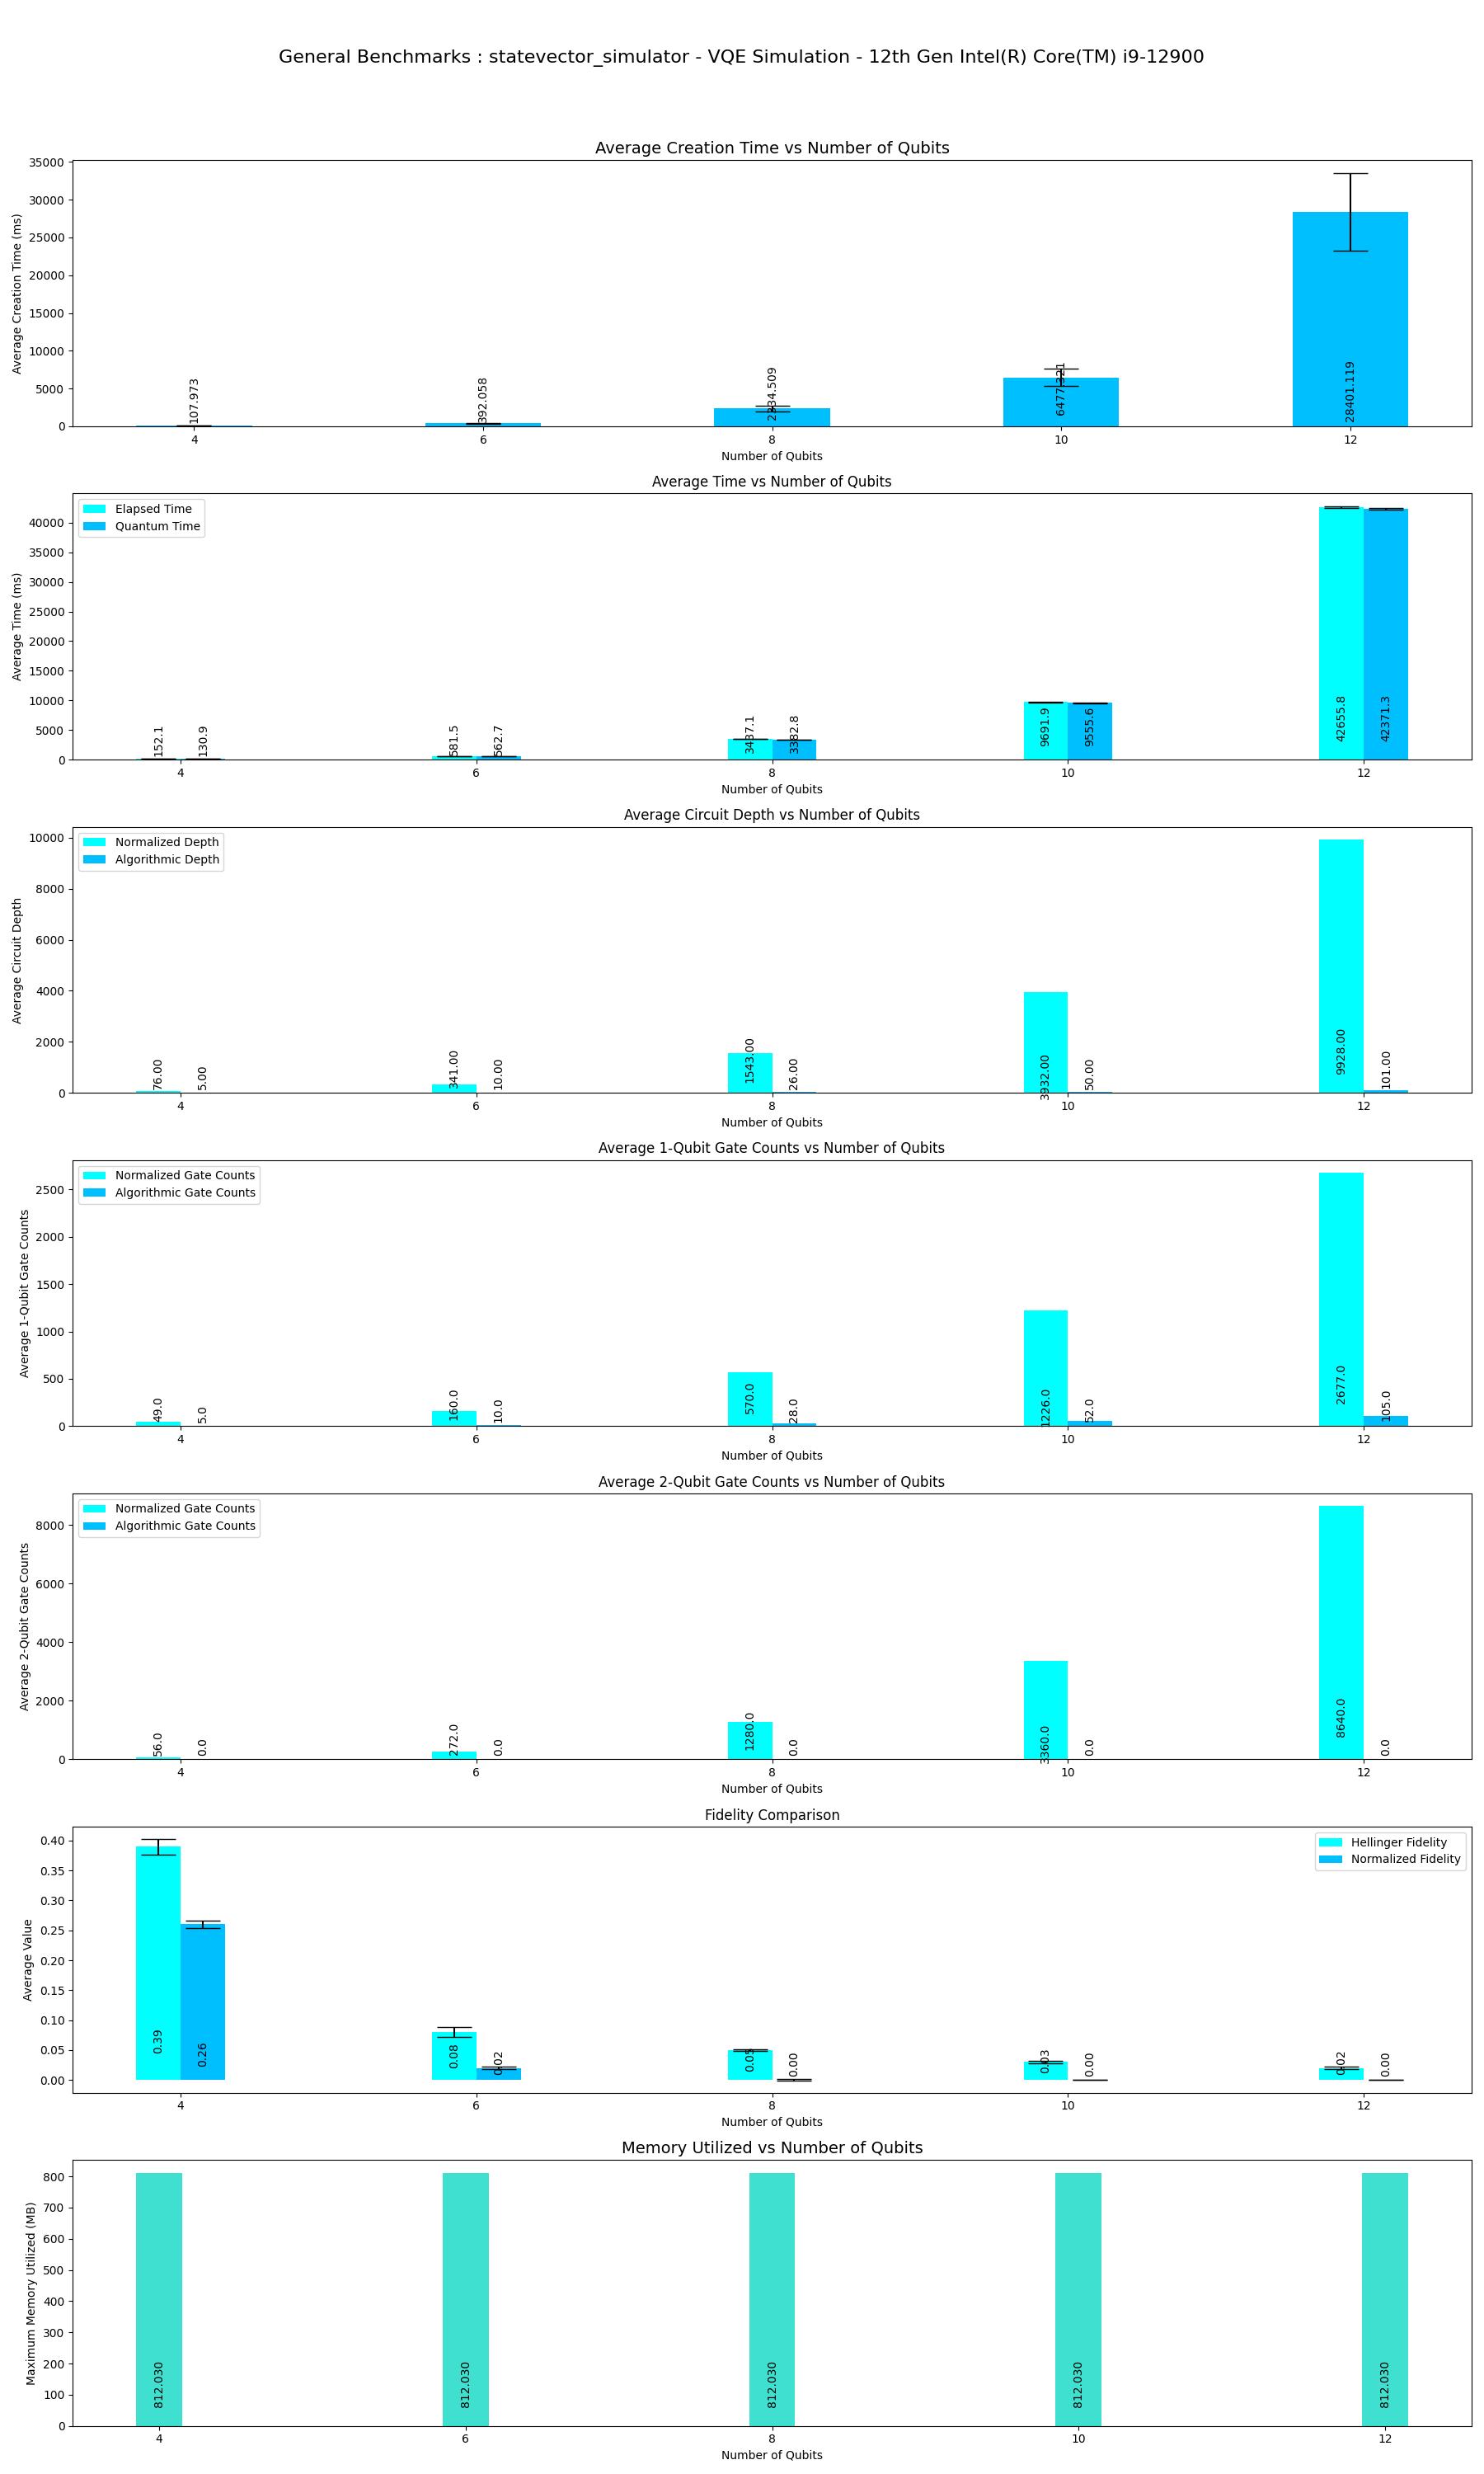 General Benchmarks : statevector_simulator - VQE Simulation - 12th Gen Intel(R) Core(TM) i9-12900
Average Creation Time vs Number of Qubits
Average Creation Time (ms)
35000
30000
25000
20000
15000
10000
5000
0
107.973
392.058
2334.509
6477.321
28401.119
4 6 8 10 12
Number of Qubits
Average Time vs Number of Qubits
Elapsed Time
Quantum Time
Average Time (ms)
40000
35000
30000
25000
20000
15000
10000
5000
0
152.1 130.9
581.5 562.7
3437.1 3382.8
9691.9 9555.6
42655.8 42371.3
4 6 8 10 12
Number of Qubits
Average Circuit Depth vs Number of Qubits
Normalized Depth
Algorithmic Depth
Average Circuit Depth
10000
8000
6000
4000
2000
0
76.00 5.00
341.00 10.00
1543.00 26.00
3932.00 50.00
9928.00 101.00
4 6 8 10 12
Number of Qubits
Average 1-Qubit Gate Counts vs Number of Qubits
Normalized Gate Counts
Algorithmic Gate Counts
Average 1-Qubit Gate Counts
2500
2000
1500
1000
500
0
49.0 5.0
160.0 10.0
570.0 28.0
1226.0 52.0
2677.0 105.0
4 6 8 10 12
Number of Qubits
Average 2-Qubit Gate Counts vs Number of Qubits
Normalized Gate Counts
Algorithmic Gate Counts
Average 2-Qubit Gate Counts
8000
6000
4000
2000
0
56.0 0.0
272.0 0.0
1280.0 0.0
3360.0 0.0
8640.0 0.0
4 6 8 10 12
Number of Qubits
Fidelity Comparison
Hellinger Fidelity
Normalized Fidelity
Average Value
0.40
0.35
0.30
0.25
0.20
0.15
0.10
0.05
0.00
0.39 0.26
0.08 0.02
0.05 0.00
0.03 0.00
0.02 0.00
4 6 8 10 12
Number of Qubits
Memory Utilized vs Number of Qubits
Maximum Memory Utilized (MB)
800
700
600
500
400
300
200
100
0
812.030
812.030
812.030
812.030
812.030
4 6 8 10 12
Number of Qubits